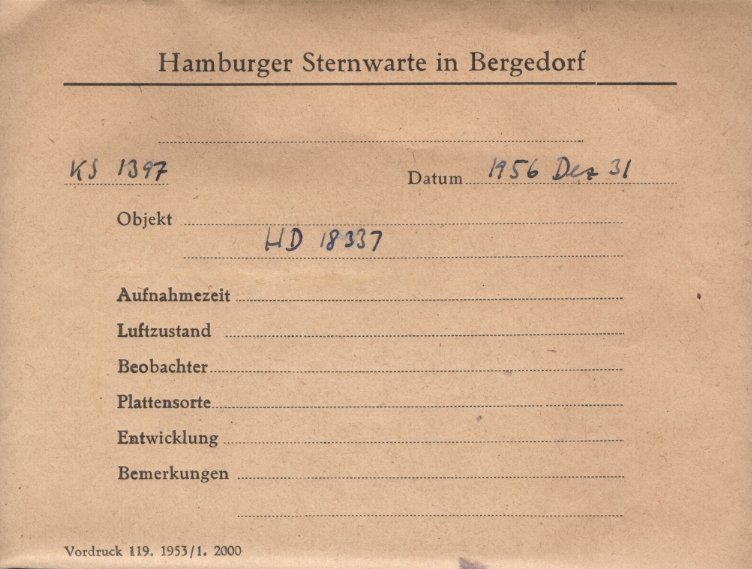 Hamburger Sternwarte in Bergedorf
KS 1397 Datum 1956 Dez 31
Objekt
HD 18337
Aufnahmezeit
Luftzustand
Beobachter
Plattensorte
Entwicklung
Bemerkungen
Vordruck 119. 1953/1. 2000